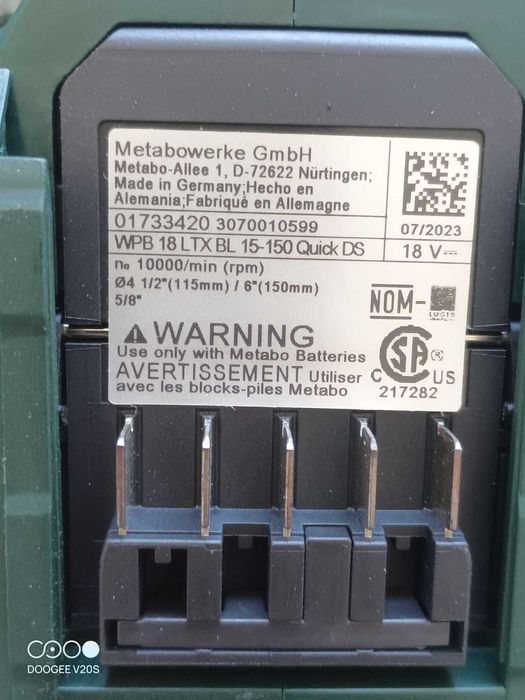 Metabowerke GmbH
Metabo-Allee 1, D-72622 Nürtingen;
Made in Germany;Hecho en
Alemania;Fabriqué en Allemagne
01733420 3070010599
07/2023
WPB 18 LTX BL 15-150 Quick DS
18 V
n₀ 10000/min (rpm)
Ø4 1/2"(115mm) / 6"(150mm)
5/8"
NOM-
WARNING
Use only with Metabo Batteries
AVERTISSEMENT Utiliser
avec les blocks-piles Metabo
C SA ® US
217282
DOOGEE V20S